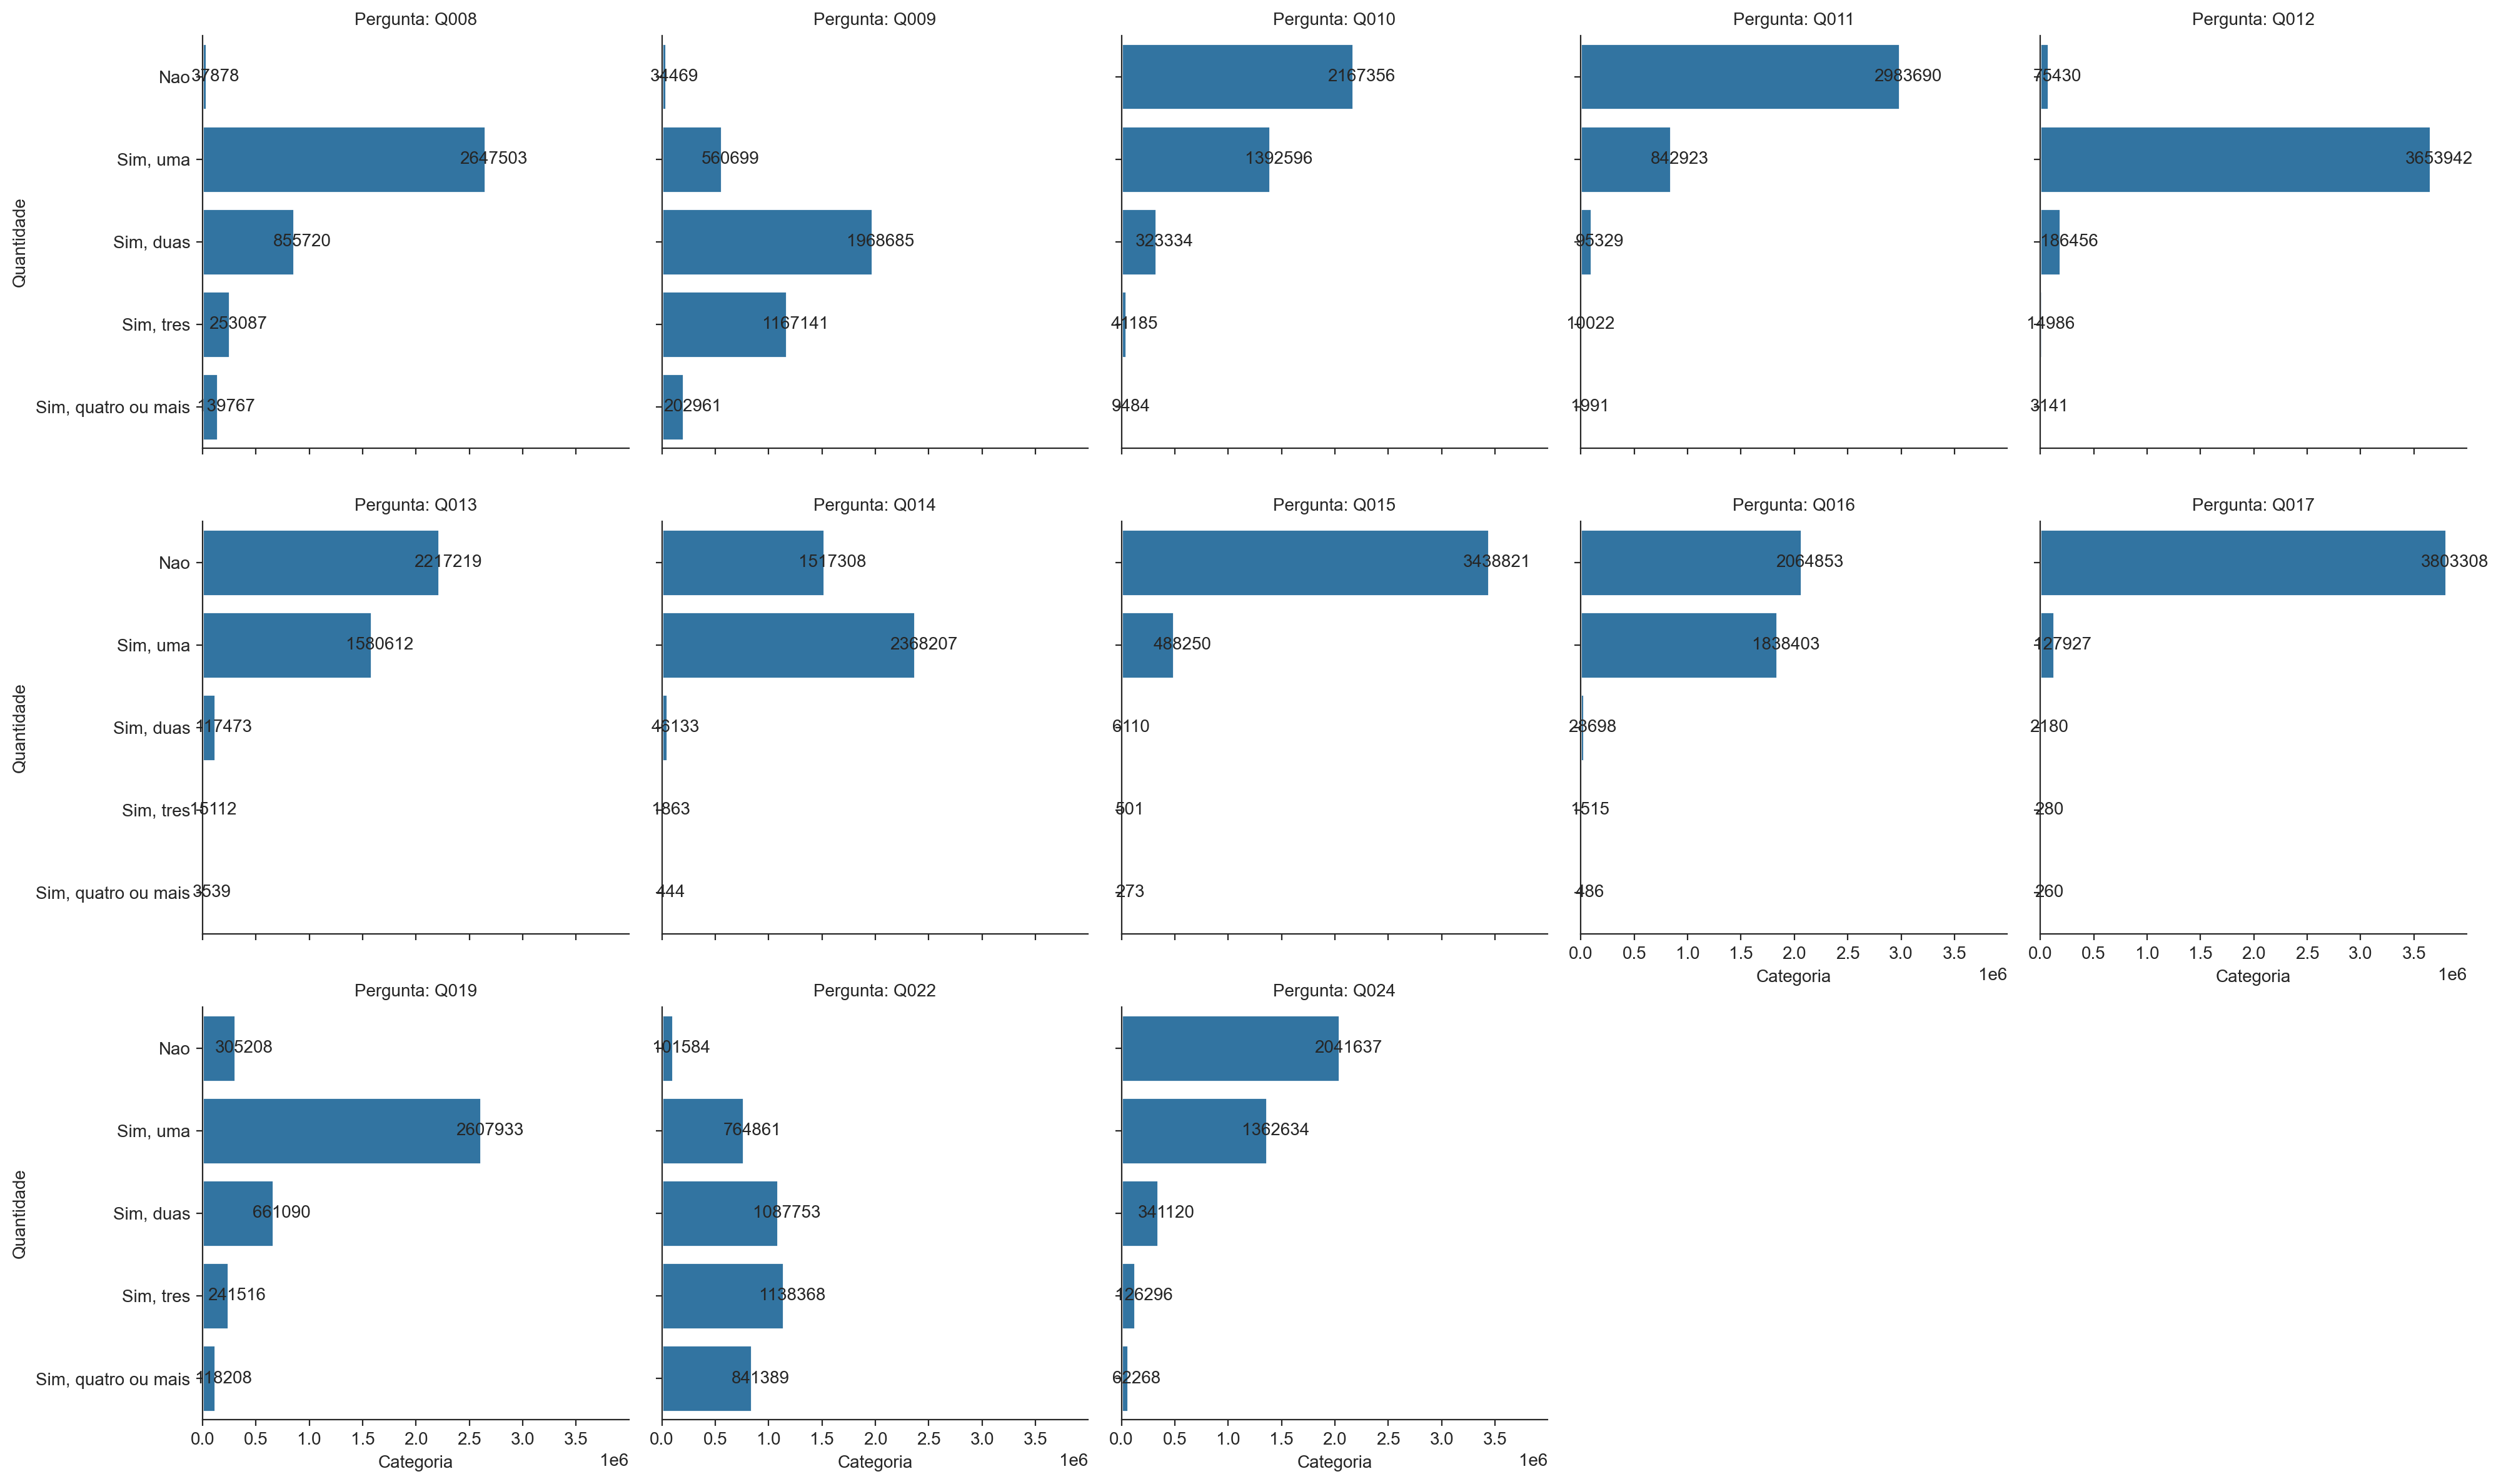 Pergunta: Q008
Pergunta: Q009
Pergunta: Q010
Pergunta: Q011
Pergunta: Q012
Quantidade
Nao 37878 34469 2167356 2983690 75430
Sim, uma 2647503 560699 1392596 842923 3653942
Sim, duas 855720 1968685 323334 95329 186456
Sim, tres 253087 1167141 41185 10022 14986
Sim, quatro ou mais 139767 202961 9484 1991 3141
Pergunta: Q013
Pergunta: Q014
Pergunta: Q015
Pergunta: Q016
Pergunta: Q017
Quantidade
Nao 2217219 1517308 3438821 2064853 3803308
Sim, uma 1580612 2368207 488250 1838403 127927
Sim, duas 117473 46133 6110 28698 2180
Sim, tres 15112 1863 501 1515 280
Sim, quatro ou mais 3539 444 273 486 260
0.0 0.5 1.0 1.5 2.0 2.5 3.0 3.5
Categoria
1e6
0.0 0.5 1.0 1.5 2.0 2.5 3.0 3.5
Categoria
1e6
Pergunta: Q019
Pergunta: Q022
Pergunta: Q024
Quantidade
Nao 305208 101584 2041637
Sim, uma 2607933 764861 1362634
Sim, duas 661090 1087753 341120
Sim, tres 241516 1138368 126296
Sim, quatro ou mais 118208 841389 62268
0.0 0.5 1.0 1.5 2.0 2.5 3.0 3.5
Categoria
1e6
0.0 0.5 1.0 1.5 2.0 2.5 3.0 3.5
Categoria
1e6
0.0 0.5 1.0 1.5 2.0 2.5 3.0 3.5
Categoria
1e6